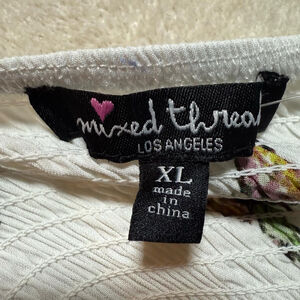 mixed thread
LOS ANGELES
XL
made
in
china